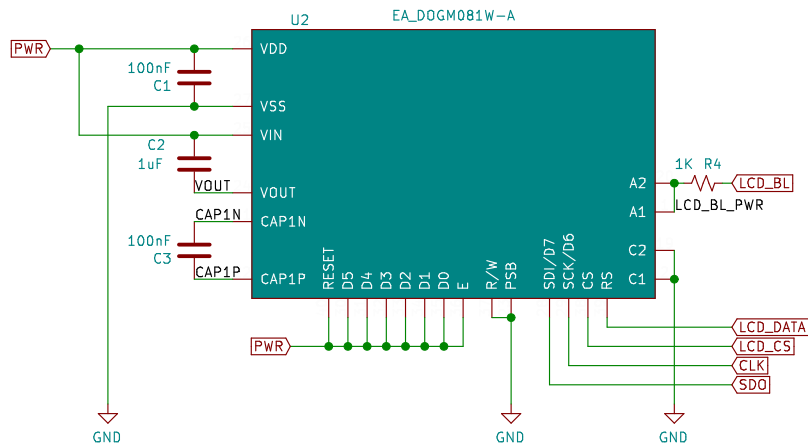 U2
EA_DOGM081W-A
PWR
VDD
100nF
C1
VSS
VIN
C2
1uF
VOUT
VOUT
CAP1N
CAP1N
100nF
C3
CAP1P
CAP1P
1K R4
A2
LCD_BL
A1
LCD_BL_PWR
C2
C1
RESET
D5
D4
D3
D2
D1
D0
E
R/W
PSB
SDI/D7
SCK/D6
CS
RS
PWR
LCD_DATA
LCD_CS
CLK
SDO
GND
GND
GND